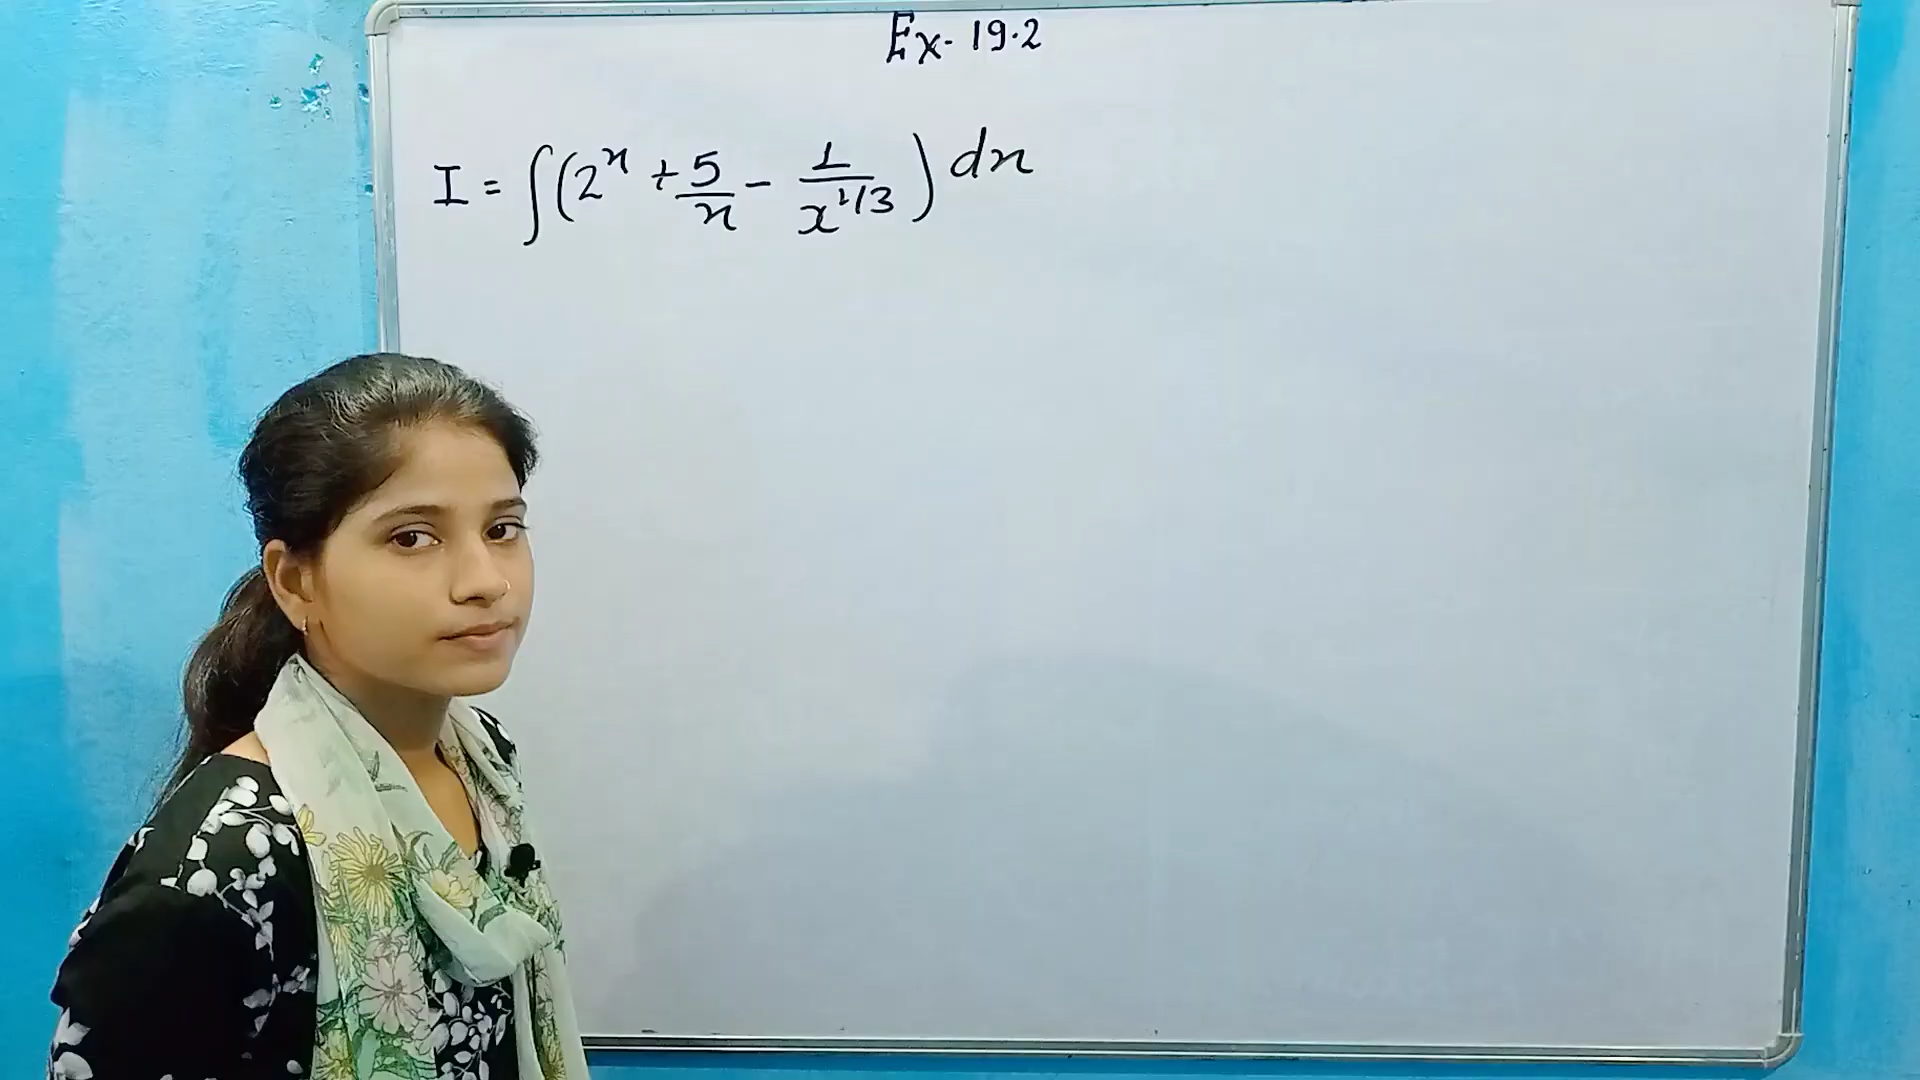 Ex- 19.2
I = ∫(2^x + 5/x - 1/x^1/3) dx